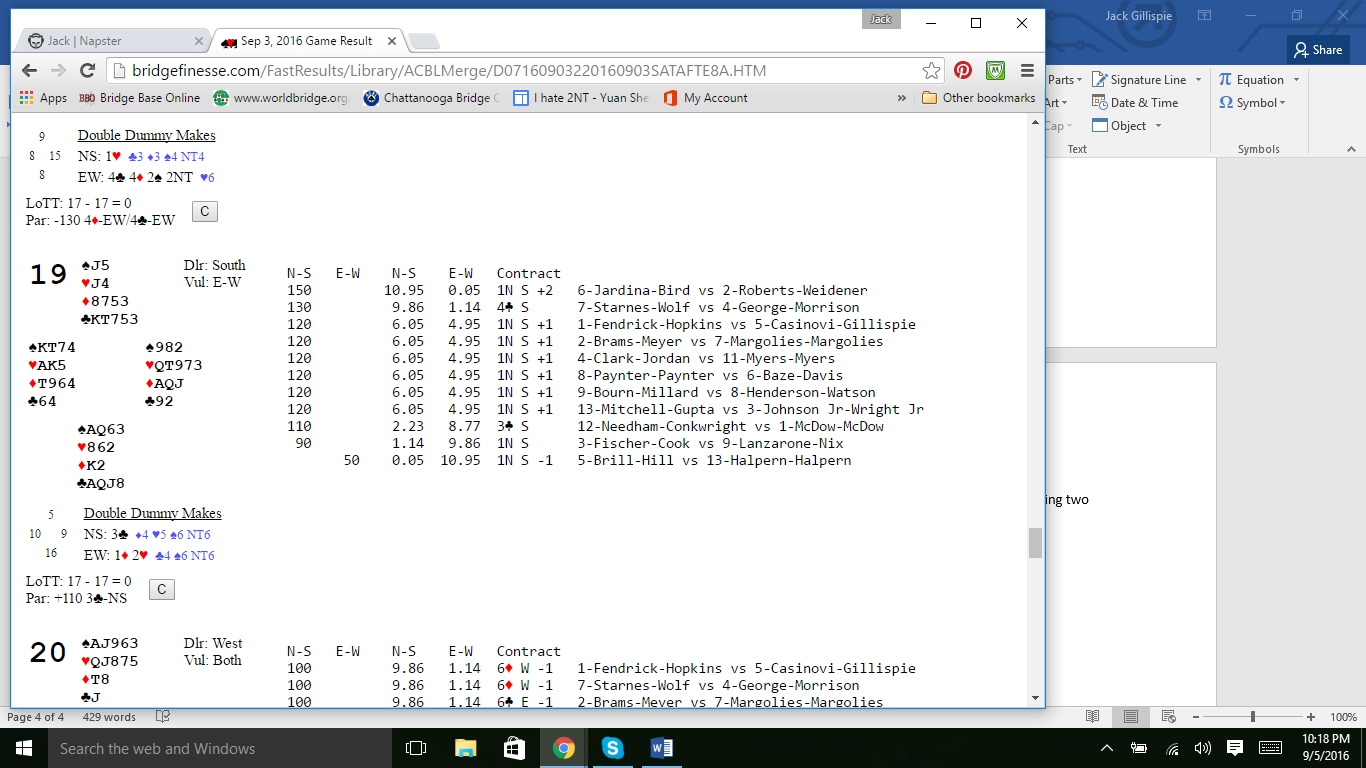 Jack Gillispie
Jack
Jack | Napster
Sep 3, 2016 Game Result
Share
bridgefinesse.com/FastResults/Library/ACBLMerge/D07160903220160903SATAFTE8A.HTM
Parts Signature Line Equation
Apps BBO Bridge Base Online www.worldbridge.org Chattanooga Bridge C I hate 2NT - Yuan She My Account » Other bookmarks
Art Date & Time Ω Symbol
Cap Object
Text Symbols
9 Double Dummy Makes
8 15 NS: 1♥ ♣3 ♦3 ♠4 NT4
8 EW: 4♣ 4♦ 2♠ 2NT ♥6
LoTT: 17 - 17 = 0
Par: -130 4♦-EW/4♣-EW C
19 ♠J5 Dlr: South
♥J4 Vul: E-W
♦8753
♣KT753
♠KT74 ♠982
♥AK5 ♥QT973
♦T964 ♦AQJ
♣64 ♣92
♠AQ63
♥862
♦K2
♣AQJ8
N-S E-W N-S E-W Contract
150 10.95 0.05 1N S +2 6-Jardina-Bird vs 2-Roberts-Weidener
130 9.86 1.14 4♣ S 7-Starnes-Wolf vs 4-George-Morrison
120 6.05 4.95 1N S +1 1-Fendrick-Hopkins vs 5-Casinovi-Gillispie
120 6.05 4.95 1N S +1 2-Brams-Meyer vs 7-Margolies-Margolies
120 6.05 4.95 1N S +1 4-Clark-Jordan vs 11-Myers-Myers
120 6.05 4.95 1N S +1 8-Paynter-Paynter vs 6-Baze-Davis
120 6.05 4.95 1N S +1 9-Bourn-Millard vs 8-Henderson-Watson
120 6.05 4.95 1N S +1 13-Mitchell-Gupta vs 3-Johnson Jr-Wright Jr
110 2.23 8.77 3♣ S 12-Needham-Conkwright vs 1-McDow-McDow
90 1.14 9.86 1N S 3-Fischer-Cook vs 9-Lanzarone-Nix
50 0.05 10.95 1N S -1 5-Brill-Hill vs 13-Halpern-Halpern
ing two
5 Double Dummy Makes
10 9 NS: 3♣ ♦4 ♥5 ♠6 NT6
16 EW: 1♦ 2♥ ♣4 ♠6 NT6
LoTT: 17 - 17 = 0
Par: +110 3♣-NS C
20 ♠AJ963 Dlr: West
♥QJ875 Vul: Both
♦T8
♣J
N-S E-W N-S E-W Contract
100 9.86 1.14 6♦ W -1 1-Fendrick-Hopkins vs 5-Casinovi-Gillispie
100 9.86 1.14 6♦ W -1 7-Starnes-Wolf vs 4-George-Morrison
100 9.86 1.14 6♣ E -1 2-Brams-Meyer vs 7-Margolies-Margolies
Page 4 of 4 429 words 100%
Search the web and Windows
10:18 PM
9/5/2016